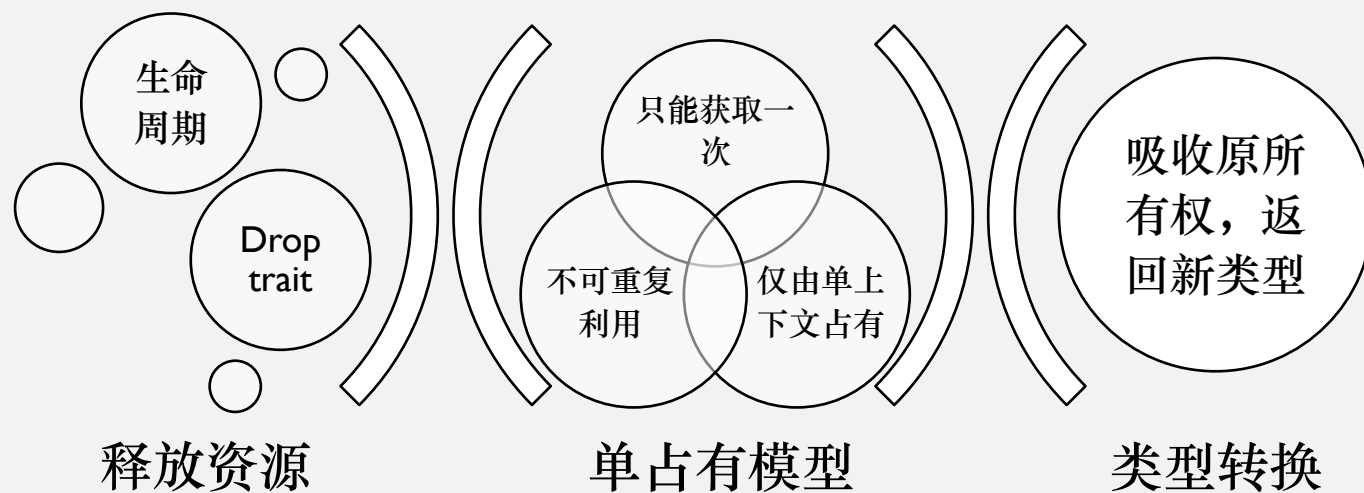 生命
周期
Drop
trait
释放资源
只能获取一
次
不可重复
利用
仅由单上
下文占有
单占有模型
吸收原所
有权，返
回新类型
类型转换